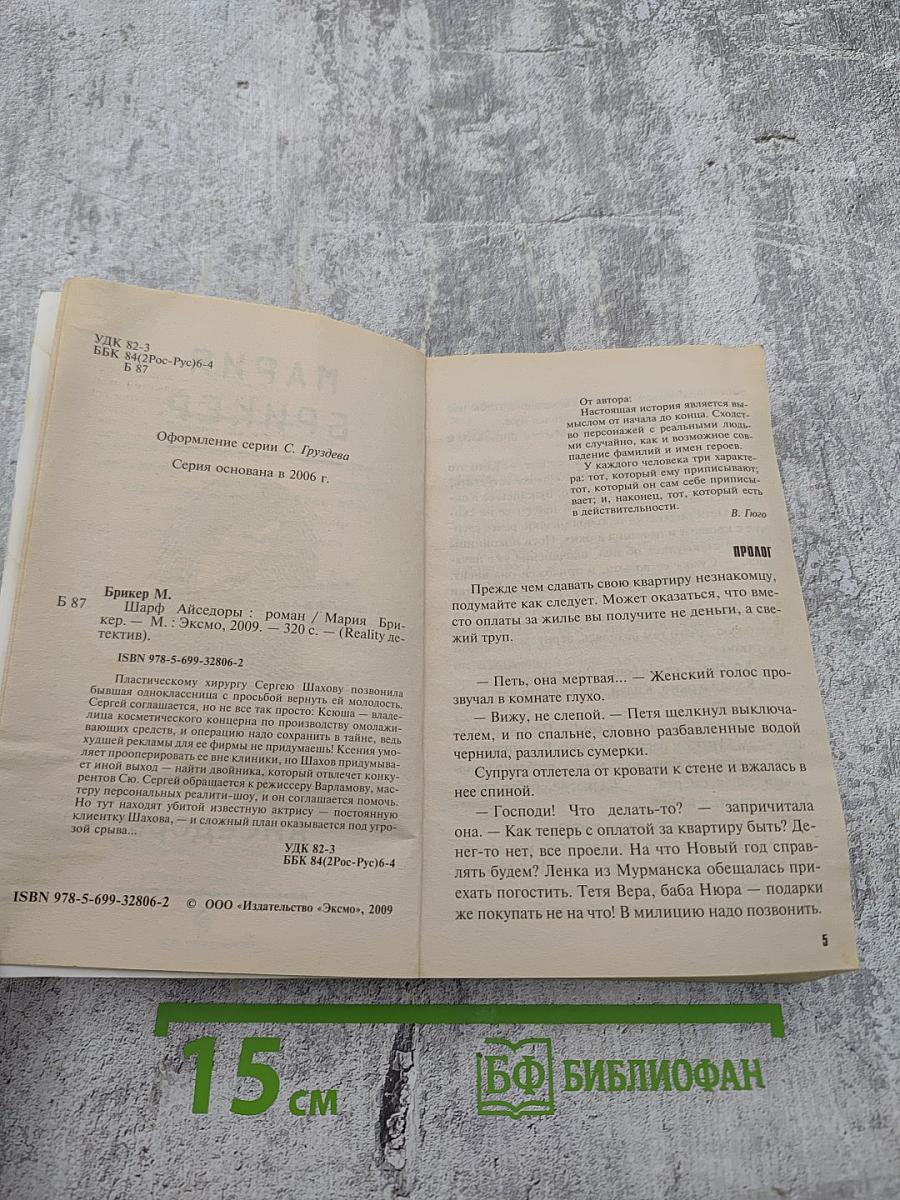 УДК 82-3
ББК 84(2Рос-Рус)6-4
Б 87
Оформление серии С. Груздева
Серия основана в 2006 г.
Брикер М.
Б 87 Шарф Айседоры : роман / Мария Бри-
кер. — М. : Эксмо, 2009. — 320 с. — (Reality де-
тектив).
ISBN 978-5-699-32806-2
Пластическому хирургу Сергею Шахову позвонила
бывшая одноклассница с просьбой вернуть ей молодость.
Сергей соглашается, но не все так просто: Ксюша — владе-
лица косметического концерна по производству омолажи-
вающих средств, и операцию надо сохранить в тайне, ведь
худшей рекламы для ее фирмы не придумаешь! Ксения умо-
ляет прооперировать ее вне клиники, но Шахов придумыва-
ет иной выход — найти двойника, который отвлечет конку-
рентов Сю. Сергей обращается к режиссеру Варламову, мас-
теру персональных реалити-шоу, и он соглашается помочь.
Но тут находят убитой известную актрису — постоянную
клиентку Шахова, — и сложный план оказывается под угро-
зой срыва...
УДК 82-3
ББК 84(2Рос-Рус)6-4
ISBN 978-5-699-32806-2 © ООО «Издательство «Эксмо», 2009
От автора:
Настоящая история является вы-
мыслом от начала до конца. Сходст-
во персонажей с реальными людь-
ми случайно, как и возможное сов-
падение фамилий и имен героев.
У каждого человека три характе-
ра: тот, который ему приписывают;
тот, который он сам себе приписы-
вает; и, наконец, тот, который есть
в действительности.
В. Гюго
ПРОЛОГ
Прежде чем сдавать свою квартиру незнакомцу,
подумайте как следует. Может оказаться, что вме-
сто оплаты за жилье вы получите не деньги, а све-
жий труп.
— Петь, она мертвая... — Женский голос про-
звучал в комнате глухо.
— Вижу, не слепой. — Петя щелкнул выключа-
телем, и по спальне, словно разбавленные водой
чернила, разлились сумерки.
Супруга отлетела от кровати к стене и вжалась в
нее спиной.
— Господи! Что делать-то? — запричитала
она. — Как теперь с оплатой за квартиру быть? Де-
нег-то нет, все проели. На что Новый год справ-
лять будем? Ленка из Мурманска обещалась при-
ехать погостить. Тетя Вера, баба Нюра — подарки
же покупать не на что! В милицию надо позвонить.
5
15 см
БФ БИБЛИОФАН